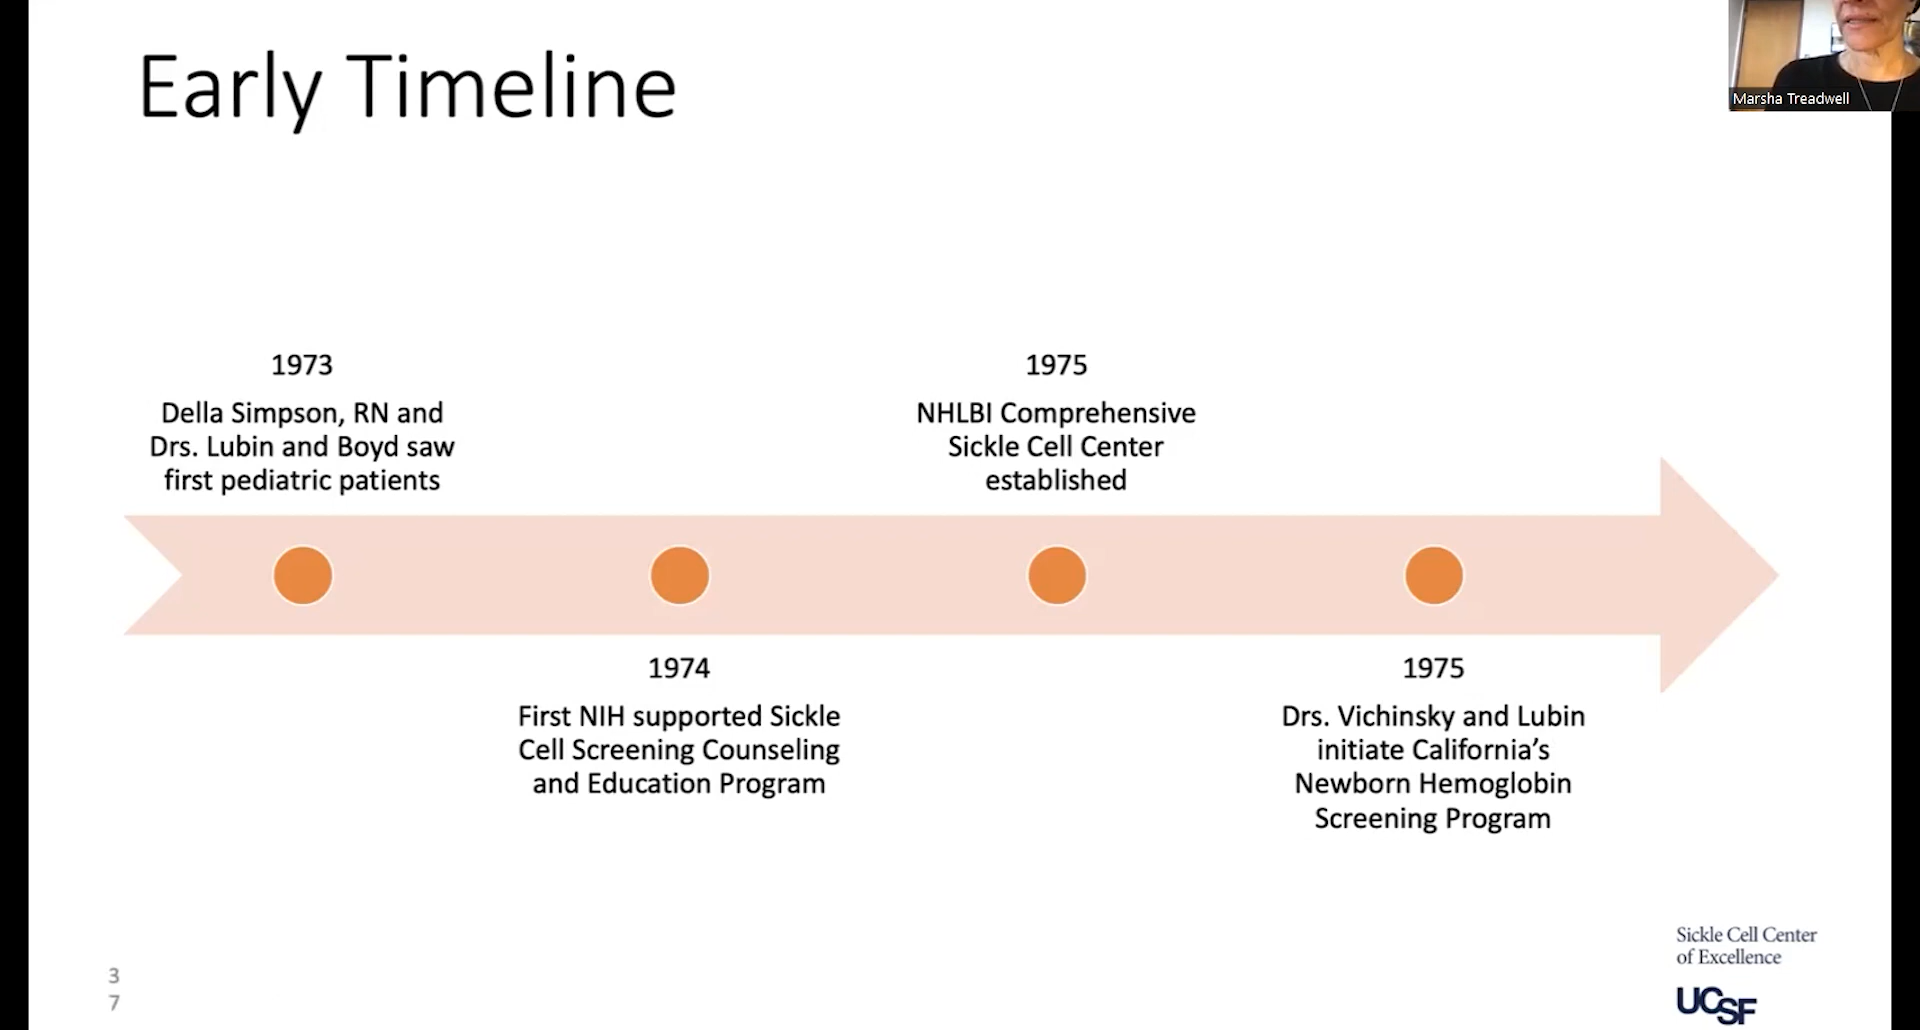 Early Timeline
Marsha Treadwell
1973
Della Simpson, RN and
Drs. Lubin and Boyd saw
first pediatric patients
1974
First NIH supported Sickle
Cell Screening Counseling
and Education Program
1975
NHLBI Comprehensive
Sickle Cell Center
established
1975
Drs. Vichinsky and Lubin
initiate California’s
Newborn Hemoglobin
Screening Program
3
7
Sickle Cell Center
of Excellence
UCSF